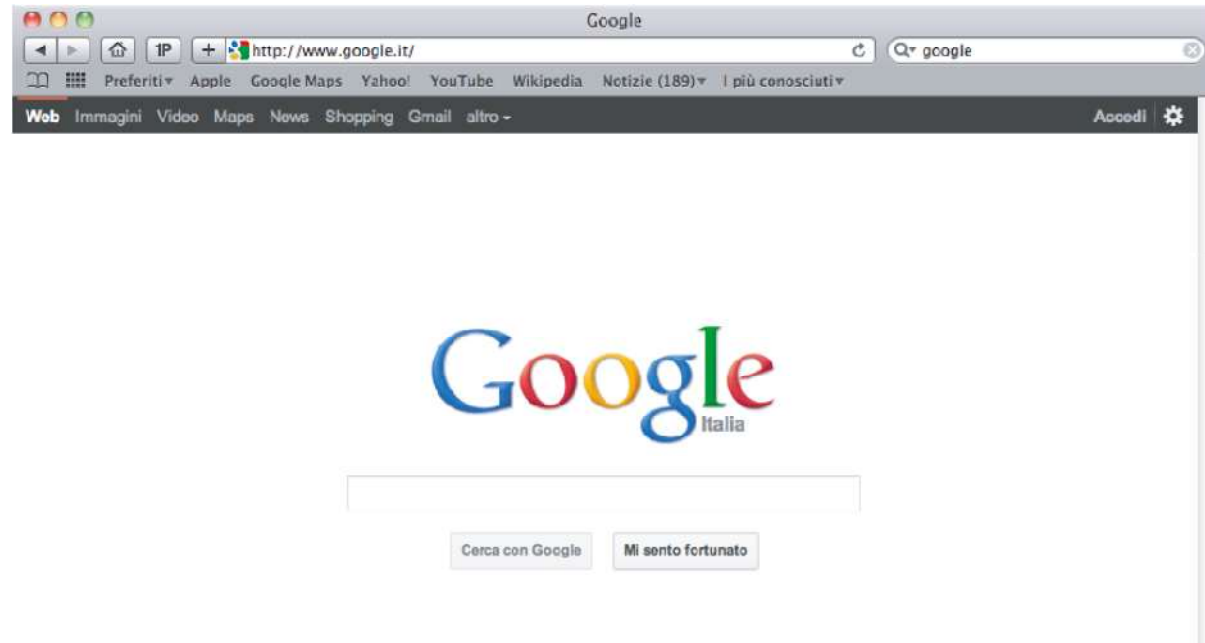 Google
1P + http://www.google.it/ google
Preferiti Apple Google Maps Yahoo! YouTube Wikipedia Notizie (189) I più conosciuti
Web Immagini Video Maps News Shopping Gmail altro Accedi
Google
Italia
Cerca con Google Mi sento fortunato